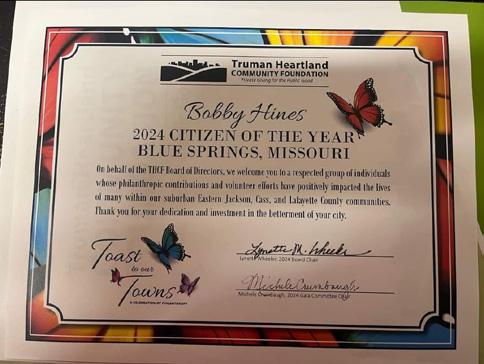 Truman Heartland
COMMUNITY FOUNDATION
Private Giving for the Public Good
Bobby Hines
2024 CITIZEN OF THE YEAR
BLUE SPRINGS, MISSOURI
On behalf of the THCF Board of Directors, we welcome you to a respected group of individuals
whose philanthropic contributions and volunteer efforts have positively impacted the lives
of many within our suburban Eastern Jackson, Cass, and Lafayette County communities.
Thank you for your dedication and investment in the betterment of your city.
Toast
to our
Towns
A CELEBRATION OF PHILANTHROPY
Lynette M. Wheeler
Lynette Wheeler, 2024 Board Chair
Michele Crumbaugh
Michele Crumbaugh, 2024 Gala Committee Chair